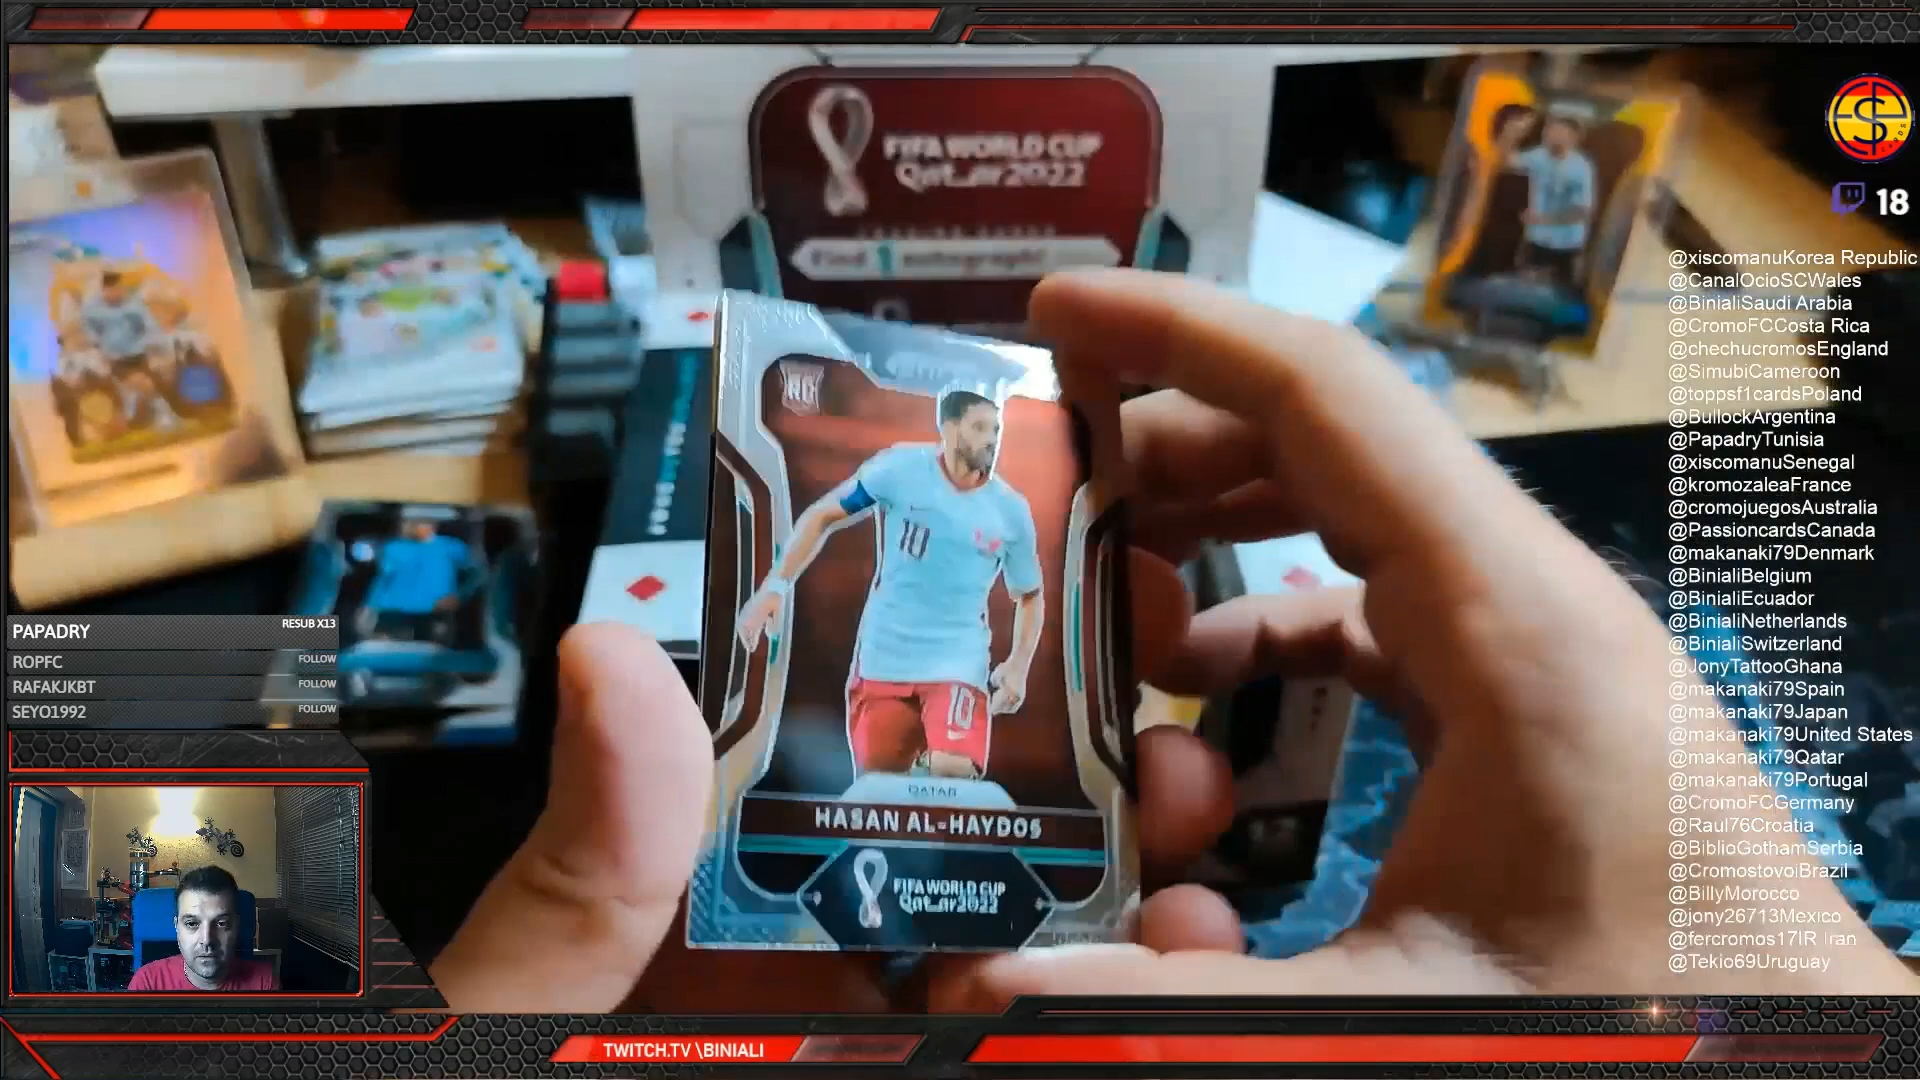 FIFA WORLD CUP
Qatar2022
Find 1 autograph!
18
@xiscomanuKorea Republic
@CanalOcioSCWales
@BinialiSaudi Arabia
@CromoFCCosta Rica
@chechucromosEngland
@SimubiCameroon
@toppsf1cardsPoland
@BullockArgentina
@PapadryTunisia
@xiscomanuSenegal
@kromozaleaFrance
@cromojuegosAustralia
@PassioncardsCanada
@makanaki79Denmark
@BinialiBelgium
@BinialiEcuador
@BinialiNetherlands
@BinialiSwitzerland
@JonyTattooGhana
@makanaki79Spain
@makanaki79Japan
@makanaki79United States
@makanaki79Qatar
@makanaki79Portugal
@CromoFCGermany
@Raul76Croatia
@BiblioGothamSerbia
@CromostovoiBrazil
@BillyMorocco
@jony26713Mexico
@fercromos17IR Iran
@Tekio69Uruguay
RC
10
10
QATAR
HASAN AL-HAYDOS
FIFA WORLD CUP
Qatar2022
PAPADRY RESUB X13
ROPFC FOLLOW
RAFAKJKBT FOLLOW
SEYO1992 FOLLOW
TWITCH.TV\BINIALI